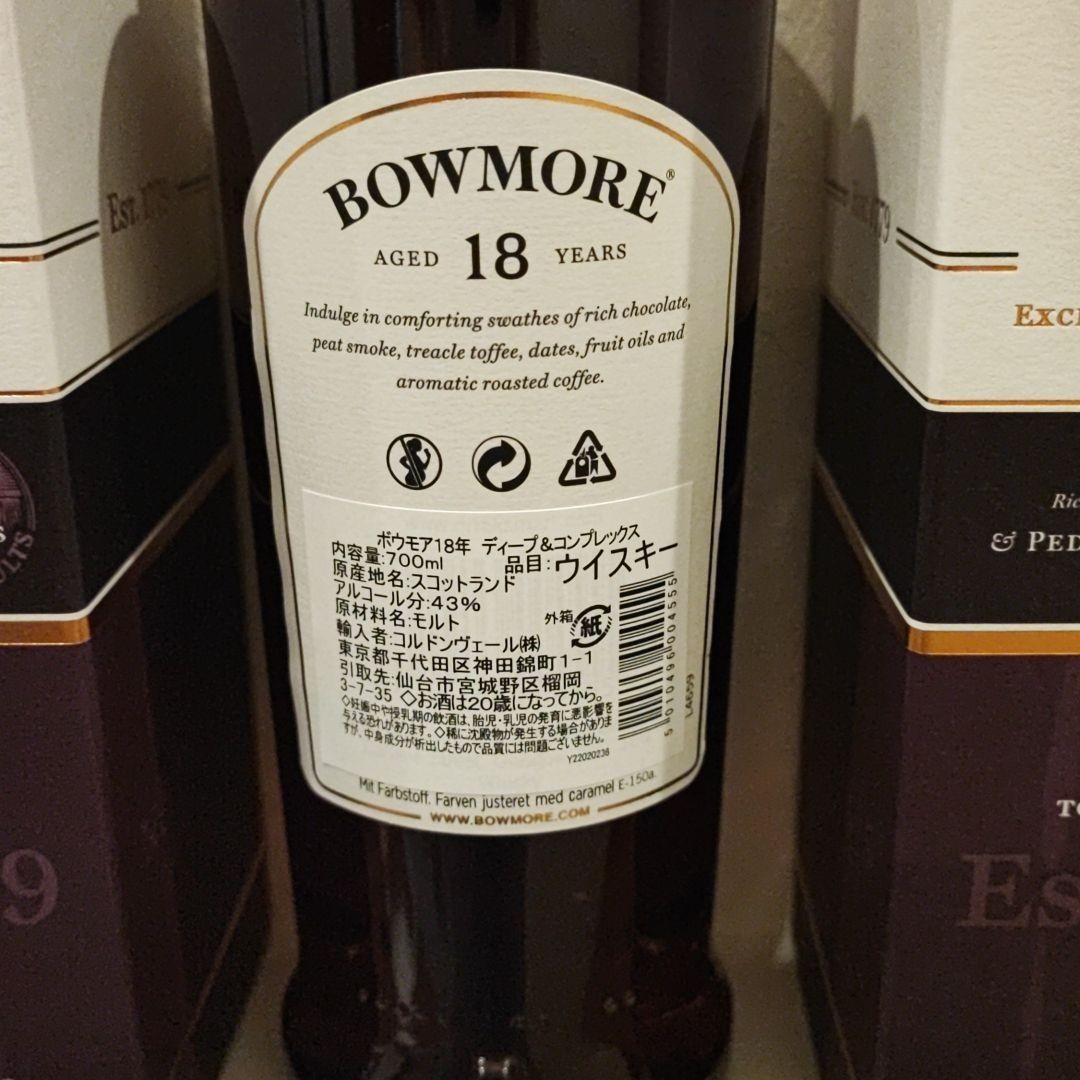 BOWMORE®
AGED 18 YEARS
Indulge in comforting swathes of rich chocolate,
peat smoke, treacle toffee, dates, fruit oils and
aromatic roasted coffee.
ボウモア18年 ディープ&コンプレックス
内容量:700ml 品目:ウイスキー
原産地名:スコットランド
アルコール分:43%
原材料名:モルト
外箱 紙
輸入者:コルドンヴェール(株)
東京都千代田区神田錦町1-1
引取先:仙台市宮城野区榴岡
3-7-35 ◇お酒は20歳になってから。
◇妊娠中や授乳期の飲酒は、胎児・乳児の発育に悪影響を
与える恐れがあります。◇稀に沈殿物が発生する場合がありま
すが、中身成分が析出したもので品質には問題ございません。
Y22020236
5 010496 004555
L4659
Mit Farbstoff. Farven justeret med caramel E-150a.
WWW.BOWMORE.COM
Est. 1779
9
Est. 1779
EXC
Ric
& PED
TO
Es